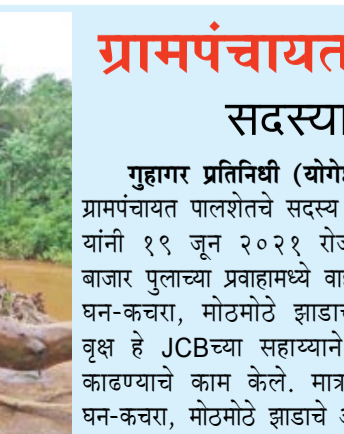 ग्रामपंचायत
सदस्या
गुहागर प्रतिनिधी (योगे
ग्रामपंचायत पालशेतचे सदस्य
यांनी १९ जून २०२१ रोज
बाजार पुलाच्या प्रवाहामध्ये वा
घन-कचरा, मोठमोठे झाडाच
वृक्ष हे JCBच्या सहाय्याने
काढण्याचे काम केले. मात्र
घन-कचरा, मोठमोठे झाडाचे